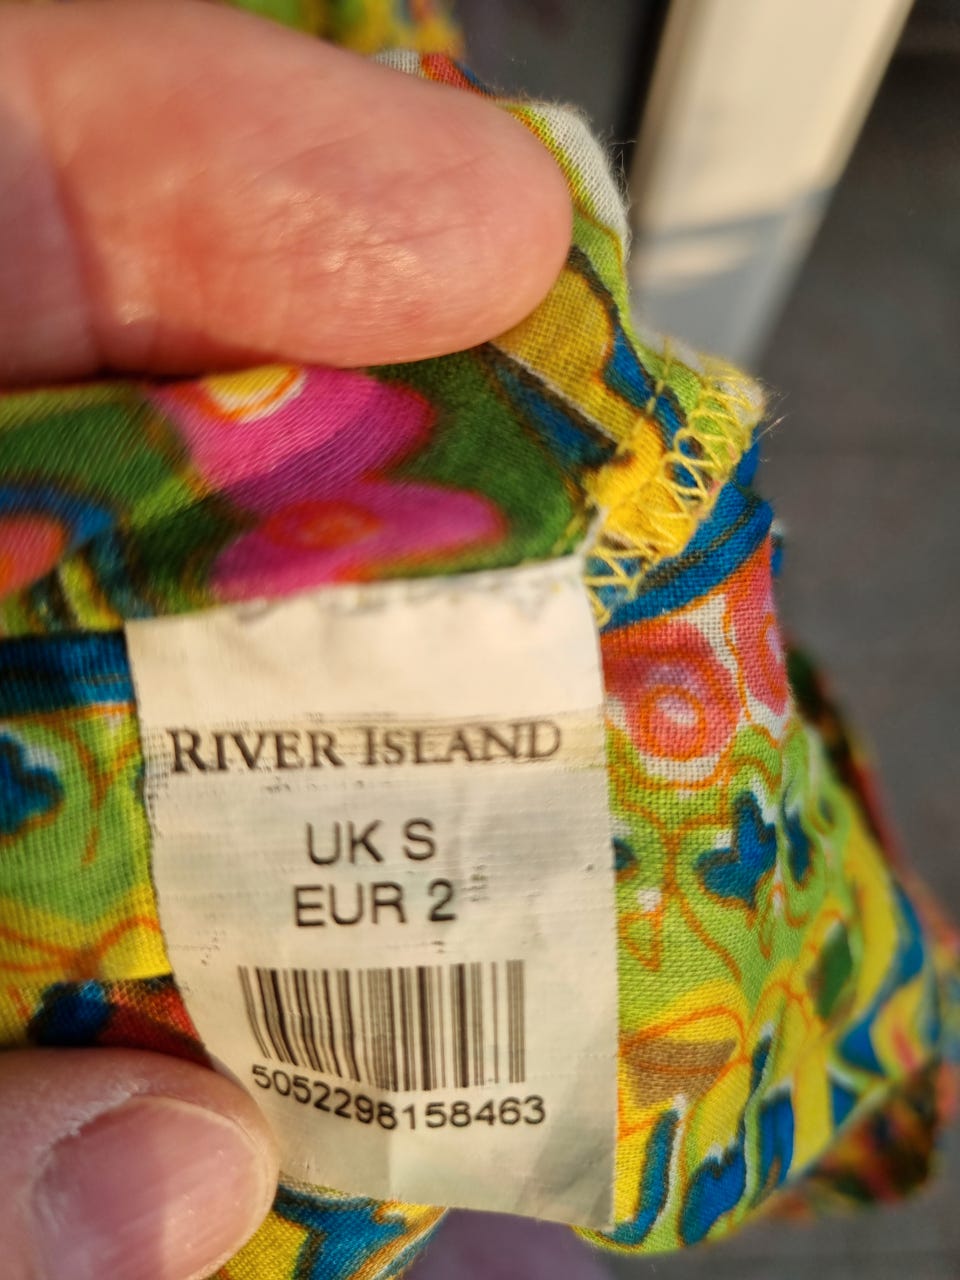 RIVER ISLAND
UK S
EUR 2
5052298158463